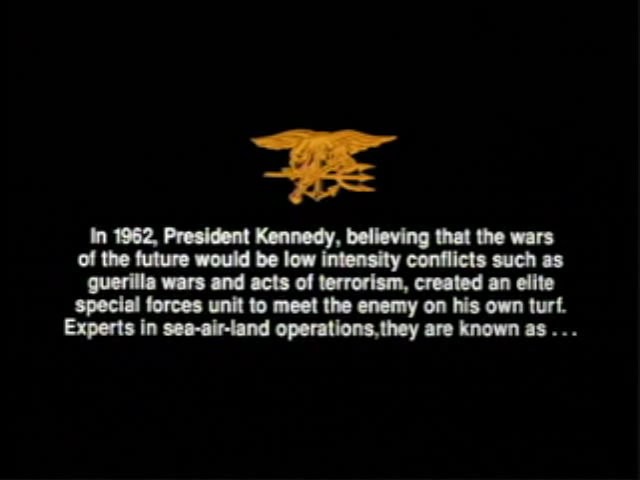 In 1962, President Kennedy, believing that the wars
of the future would be low intensity conflicts such as
guerilla wars and acts of terrorism, created an elite
special forces unit to meet the enemy on his own turf.
Experts in sea-air-land operations,they are known as ...